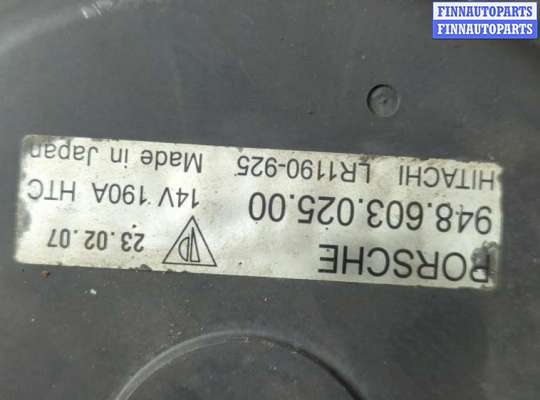 FINNAUTOPARTS
FINNAUTOPARTS
PORSCHE
23.02.07
948.603.025.00
14V 190A HTC
HITACHI LR1190-925 Made in Japan